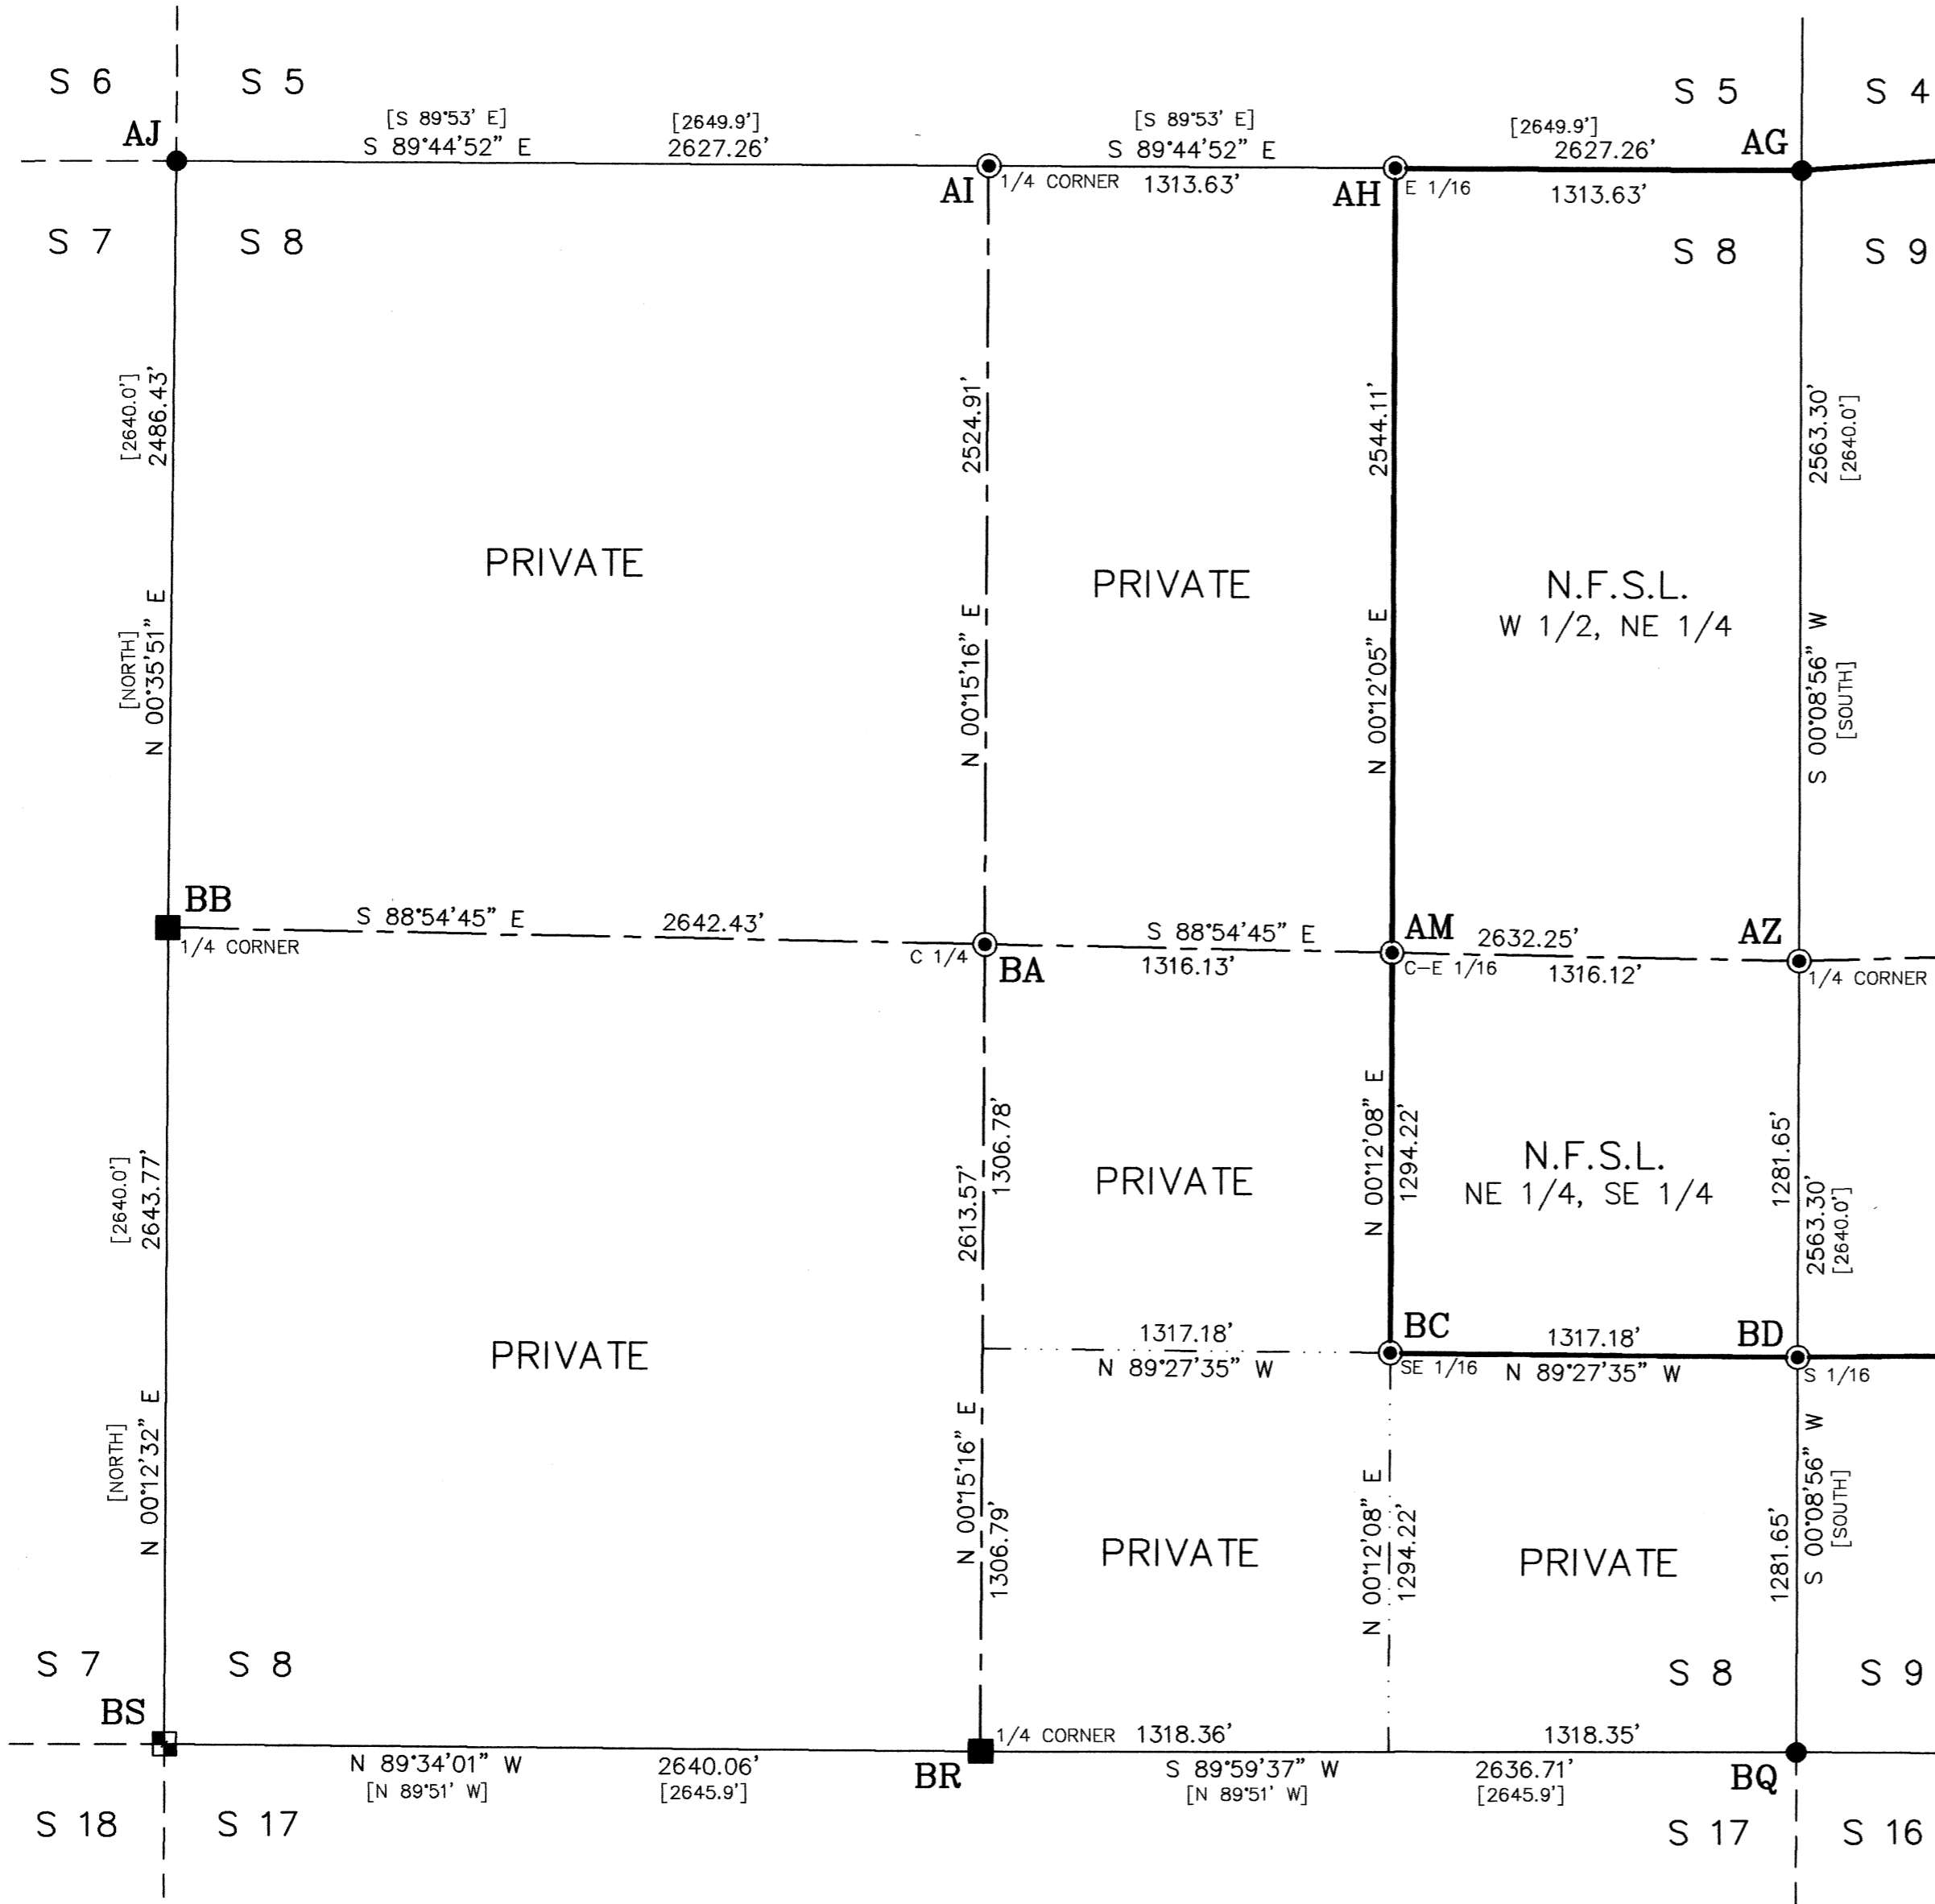 S 6
S 5
S 5
S 4
[S 89°53' E]
[2649.9']
[S 89°53' E]
[2649.9']
AJ
S 89°44'52" E
2627.26'
S 89°44'52" E
2627.26'
AG
AI
1/4 CORNER
1313.63'
AH
E 1/16
1313.63'
S 7
S 8
S 8
S 9
[2640.0']
2486.43'
2524.91'
2544.11'
2563.30'
[2640.0']
PRIVATE
PRIVATE
N.F.S.L.
W 1/2, NE 1/4
[NORTH]
N 00°35'51" E
N 00°15'16" E
N 00°12'05" E
S 00°08'56" W
[SOUTH]
BB
1/4 CORNER
S 88°54'45" E
2642.43'
C 1/4
BA
S 88°54'45" E
1316.13'
AM
C-E 1/16
2632.25'
1316.12'
AZ
1/4 CORNER
[2640.0']
2643.77'
2613.57'
1306.78'
N 00°12'08" E
1294.22'
1281.65'
2563.30'
[2640.0']
PRIVATE
N.F.S.L.
NE 1/4, SE 1/4
PRIVATE
1317.18'
N 89°27'35" W
BC
SE 1/16
1317.18'
N 89°27'35" W
BD
S 1/16
[NORTH]
N 00°12'32" E
N 00°15'16" E
1306.79'
N 00°12'08" E
1294.22'
1281.65'
S 00°08'56" W
[SOUTH]
PRIVATE
PRIVATE
S 7
S 8
S 8
S 9
BS
N 89°34'01" W
2640.06'
[N 89°51' W]
[2645.9']
BR
1/4 CORNER
1318.36'
1318.35'
S 89°59'37" W
2636.71'
[N 89°51' W]
[2645.9']
BQ
S 18
S 17
S 17
S 16